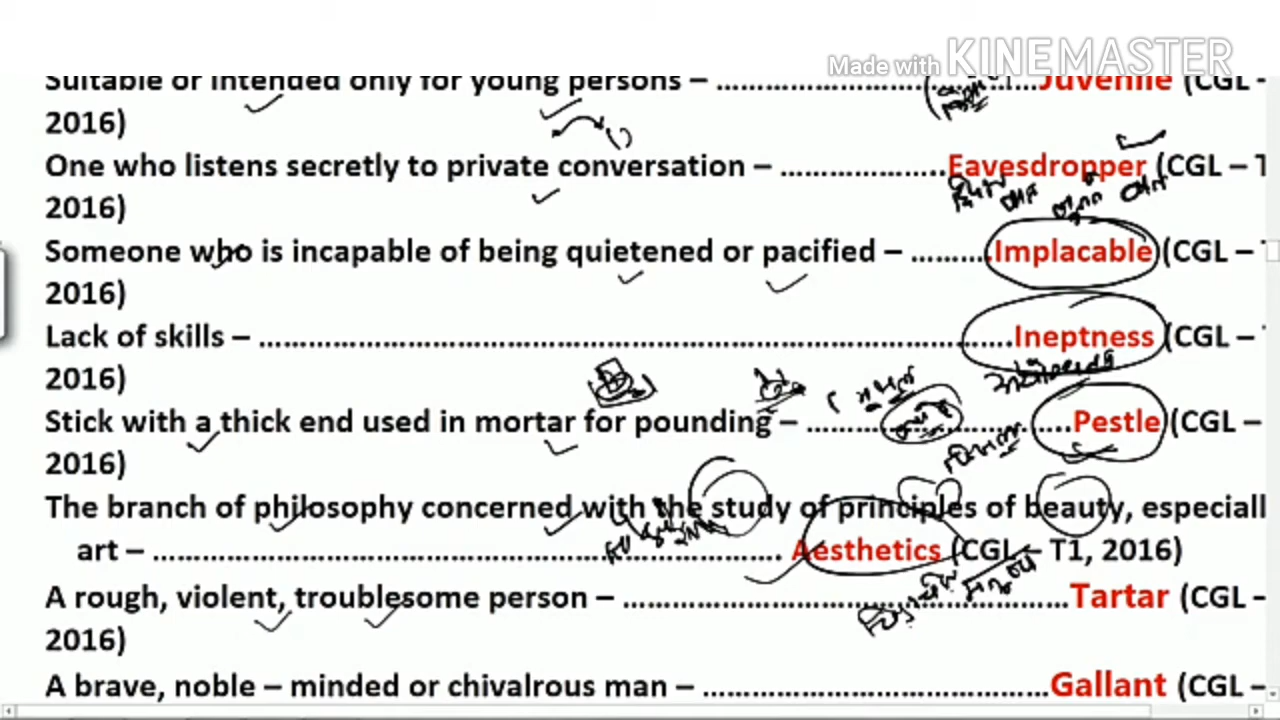 Made with KINEMASTER
Suitable or intended only for young persons – ………………………………Juvenile (CGL –
2016)
One who listens secretly to private conversation – ………………..Eavesdropper (CGL – T
2016)
Someone who is incapable of being quietened or pacified – ……….Implacable (CGL – T
2016)
Lack of skills – ……………………………………………………………………………………..Ineptness (CGL – T
2016)
Stick with a thick end used in mortar for pounding – ……………………………..Pestle (CGL –
2016)
The branch of philosophy concerned with the study of principles of beauty, especiall
art – ……………………………………………………………………. Aesthetics (CGL – T1, 2016)
A rough, violent, troublesome person – …………………………………………………Tartar (CGL –
2016)
A brave, noble – minded or chivalrous man – ……………………………………Gallant (CGL –